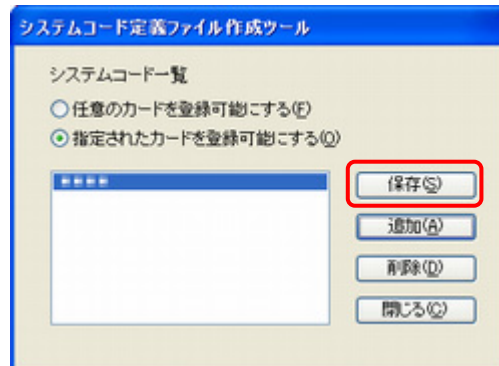 システムコード定義ファイル作成ツール
システムコード一覧
任意のカードを登録可能にする(F)
指定されたカードを登録可能にする(O)
****
保存(S)
追加(A)
削除(D)
閉じる(C)